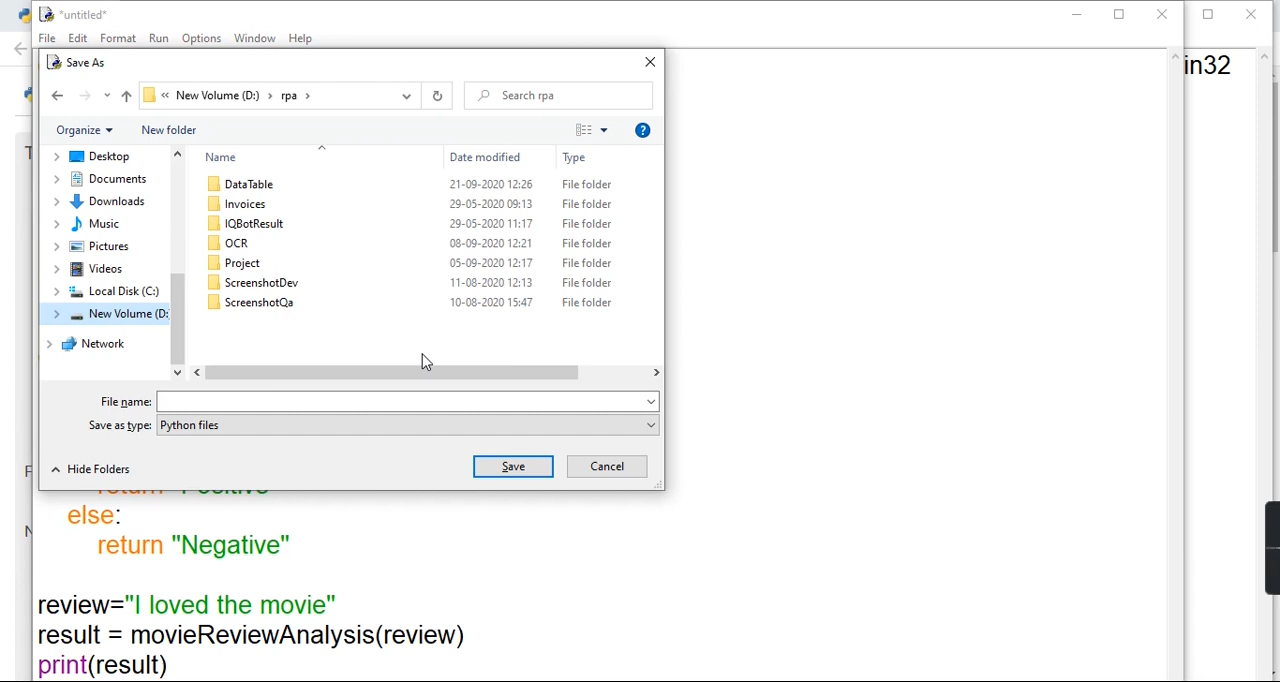 *untitled*
File Edit Format Run Options Window Help
Save As
« New Volume (D:) › rpa ›
Search rpa
Organize New folder
Name Date modified Type
Desktop
Documents
Downloads
Music
Pictures
Videos
Local Disk (C:)
New Volume (D:
Network
DataTable 21-09-2020 12:26 File folder
Invoices 29-05-2020 09:13 File folder
IQBotResult 29-05-2020 11:17 File folder
OCR 08-09-2020 12:21 File folder
Project 05-09-2020 12:17 File folder
ScreenshotDev 11-08-2020 12:13 File folder
ScreenshotQa 10-08-2020 15:47 File folder
File name:
Save as type: Python files
Hide Folders
Save Cancel
in32
return "Positive"
else:
return "Negative"
review="I loved the movie"
result = movieReviewAnalysis(review)
print(result)